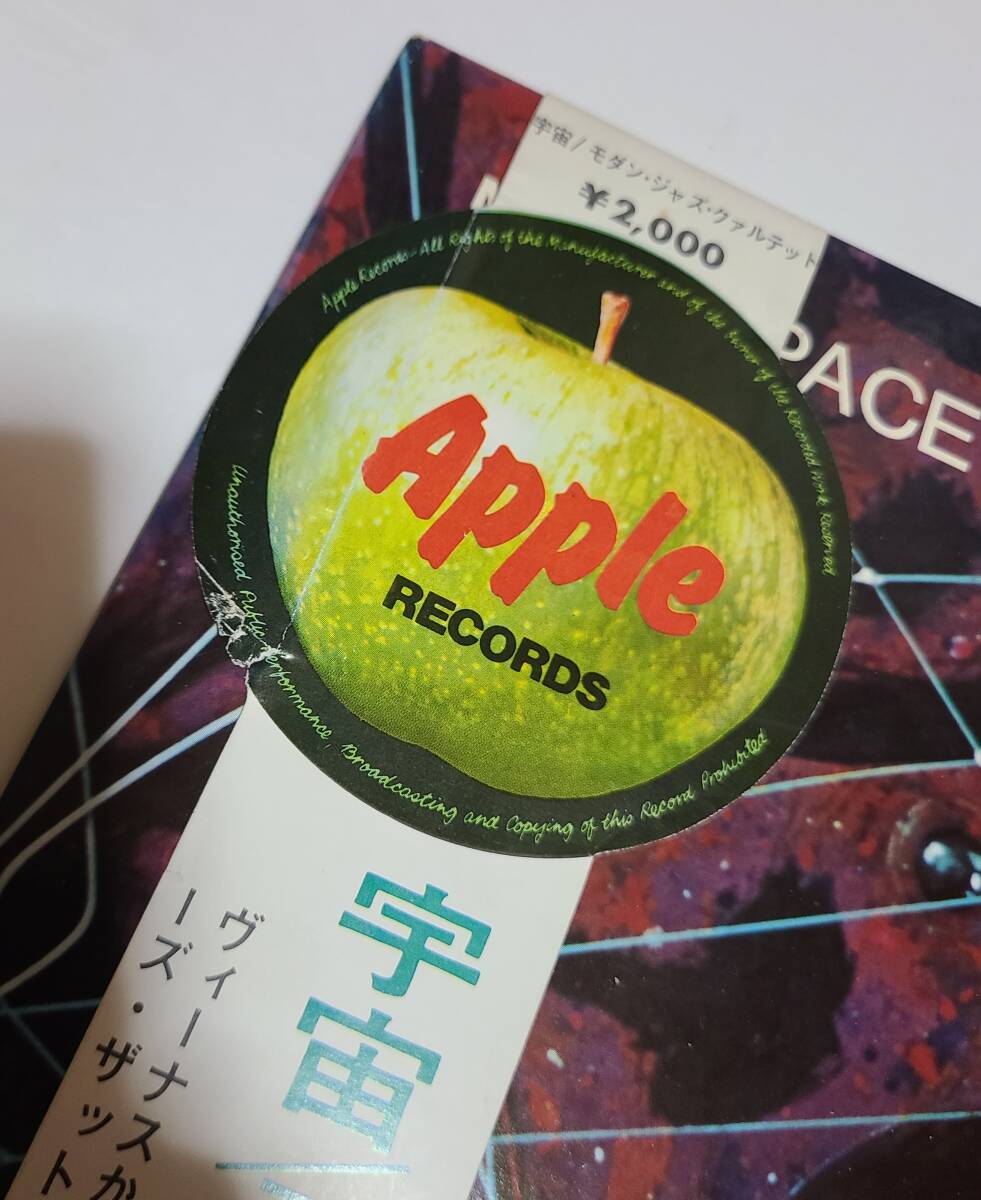 宇宙/モダン・ジャズ・クァルテット
¥2,000
PACE
Apple Records - All Rights of the Manufacturer and of the Owner of the Recorded Work Reserved
Apple
RECORDS
Unauthorised Public Performance, Broadcasting and Copying of this Record Prohibited
宇宙
ヴィーナスか
ーズ・ザット